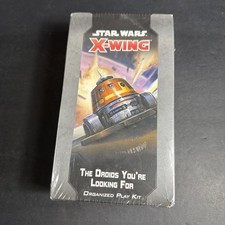 STAR WARS
X-WING
THE DROIDS YOU'RE
LOOKING FOR
ORGANIZED PLAY KIT